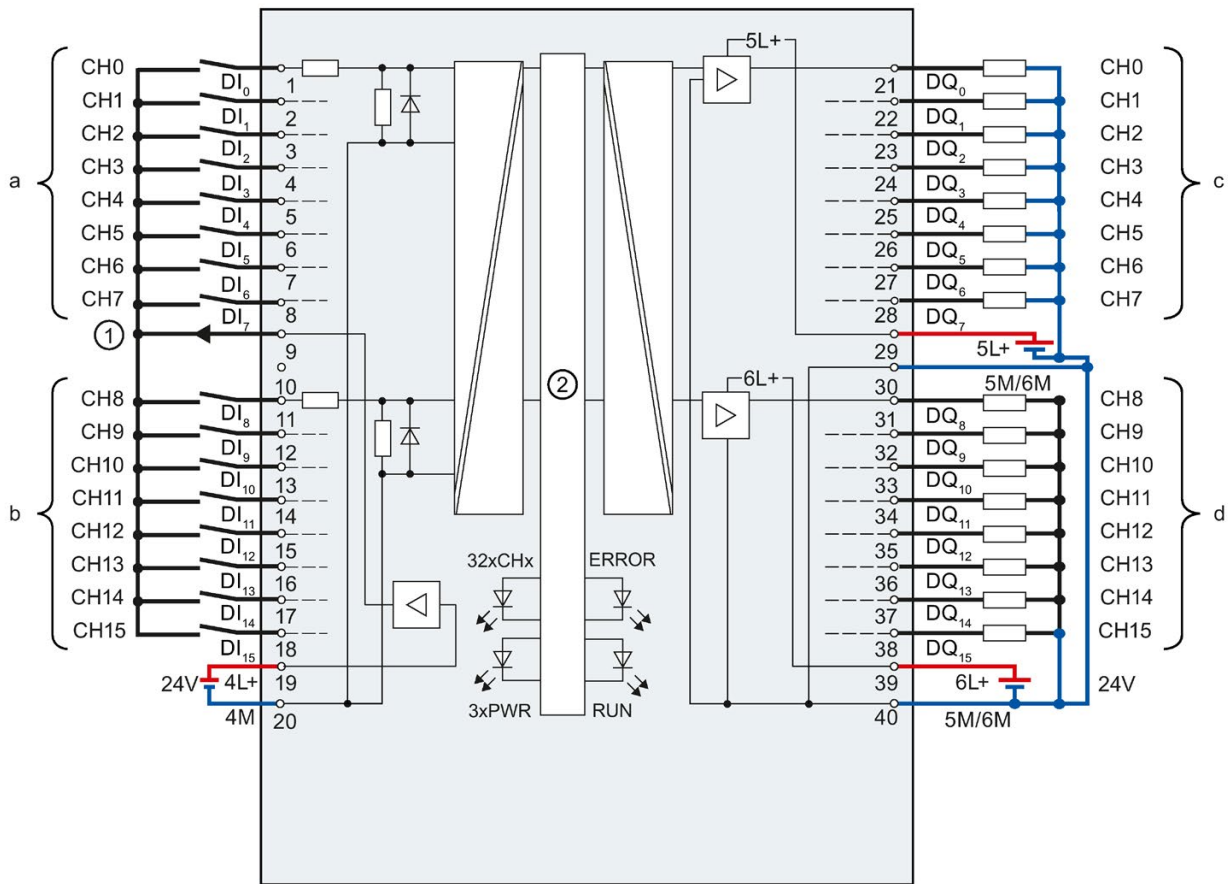 5L+
CH0 DI0 1 21 DQ0 CH0
CH1 DI1 2 22 DQ1 CH1
CH2 DI2 3 23 DQ2 CH2
a CH3 DI3 4 24 DQ3 CH3 c
CH4 DI4 5 25 DQ4 CH4
CH5 DI5 6 26 DQ5 CH5
CH6 DI6 7 27 DQ6 CH6
CH7 DI7 8 28 DQ7 CH7
① 9 29 5L+
6L+ ② 5M/6M
CH8 DI8 10 30 DQ8 CH8
CH9 DI9 11 31 DQ9 CH9
CH10 DI10 12 32 DQ10 CH10
b CH11 DI11 13 33 DQ11 CH11 d
CH12 DI12 14 34 DQ12 CH12
CH13 DI13 15 32xCHx ERROR 35 DQ13 CH13
CH14 DI14 16 36 DQ14 CH14
CH15 DI15 17 37 DQ15 CH15
18 38
24V 4L+ 19 39 6L+ 24V
4M 20 3xPWR RUN 40 5M/6M